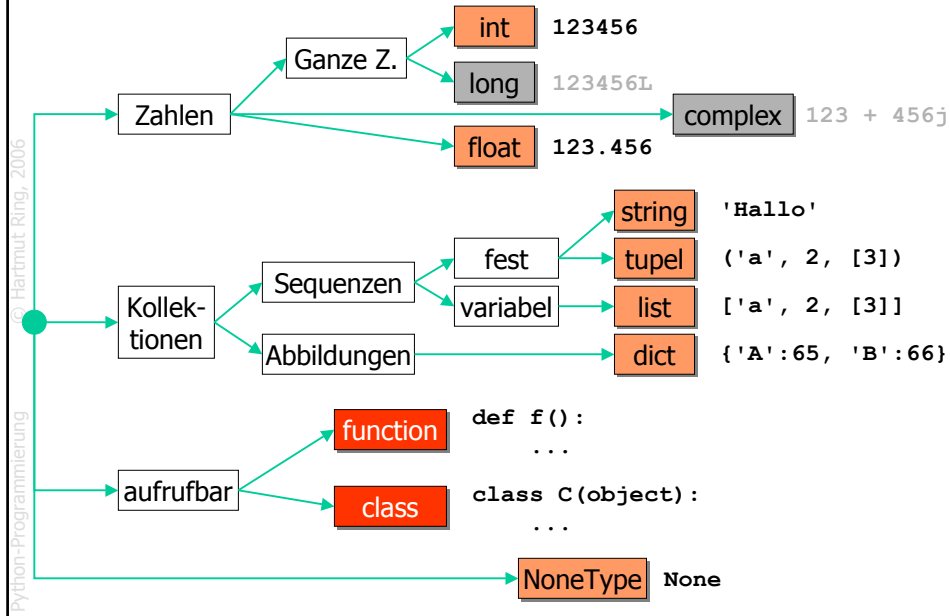 int 123456
Ganze Z.
long 123456L
Zahlen
complex 123 + 456j
float 123.456
string 'Hallo'
fest
tupel ('a', 2, [3])
Sequenzen
variabel
list ['a', 2, [3]]
Kollek-
tionen
Abbildungen
dict {'A':65, 'B':66}
function def f():
...
aufrufbar
class class C(object):
...
NoneType None
Python-Programmierung
© Hartmut Ring, 2006